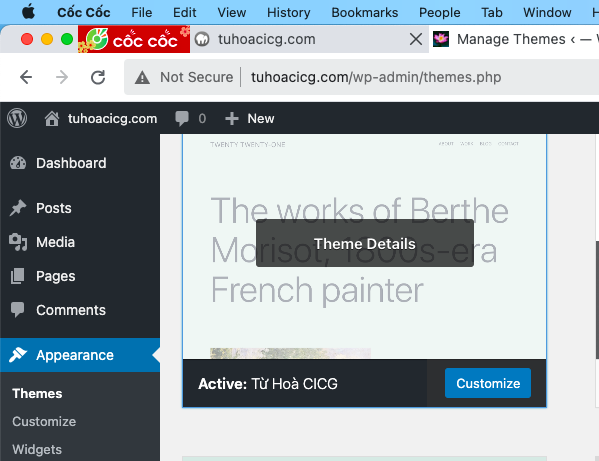 Cốc Cốc File Edit View History Bookmarks People Tab Window
cốc cốc tuhoacicg.com Manage Themes ‹ —
Not Secure tuhoacicg.com/wp-admin/themes.php
tuhoacicg.com 0 New
Dashboard
Posts
Media
Pages
Comments
Appearance
Themes
Customize
Widgets
TWENTY TWENTY-ONE ABOUT WORKS BLOG CONTACT
The works of Berthe
Morisot, 1800s-era
French painter
Theme Details
Active: Từ Hoà CICG Customize